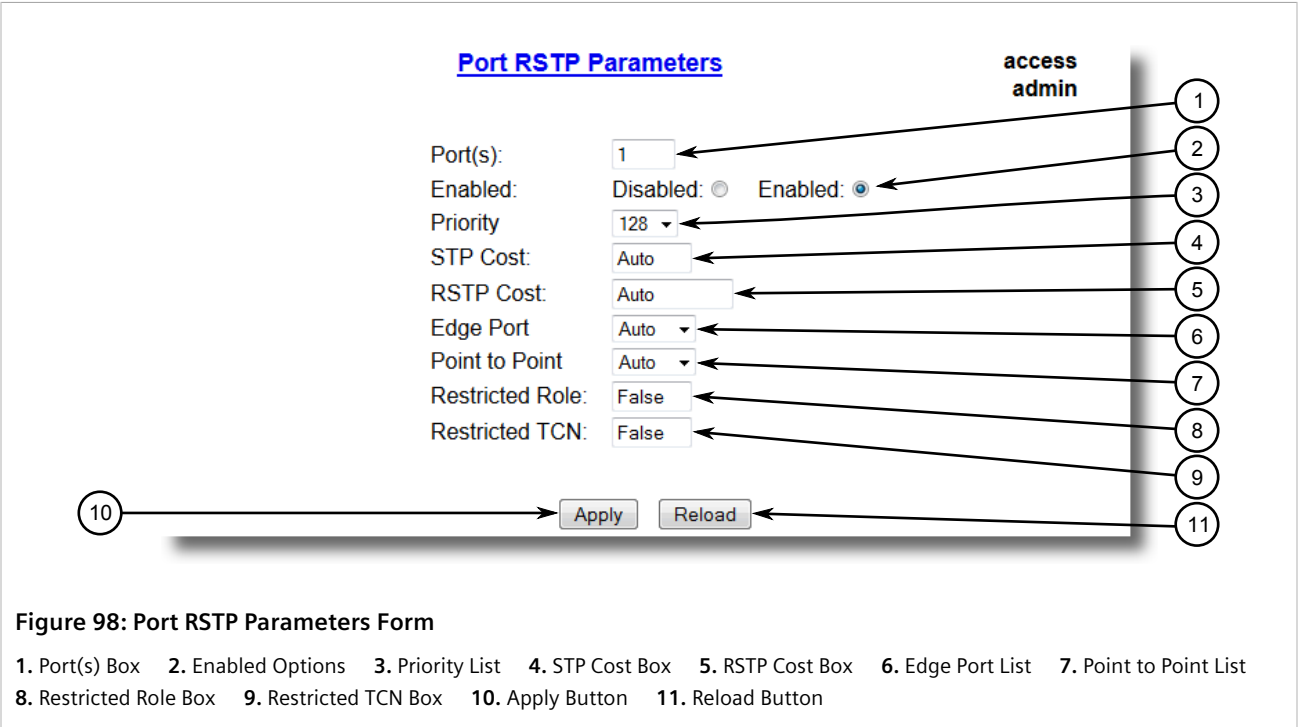 Port RSTP Parameters
access
admin
1
Port(s): 1
2
Enabled: Disabled: Enabled:
3
Priority 128
4
STP Cost: Auto
5
RSTP Cost: Auto
6
Edge Port Auto
7
Point to Point Auto
8
Restricted Role: False
9
Restricted TCN: False
10
Apply Reload
11
Figure 98: Port RSTP Parameters Form
1. Port(s) Box 2. Enabled Options 3. Priority List 4. STP Cost Box 5. RSTP Cost Box 6. Edge Port List 7. Point to Point List
8. Restricted Role Box 9. Restricted TCN Box 10. Apply Button 11. Reload Button